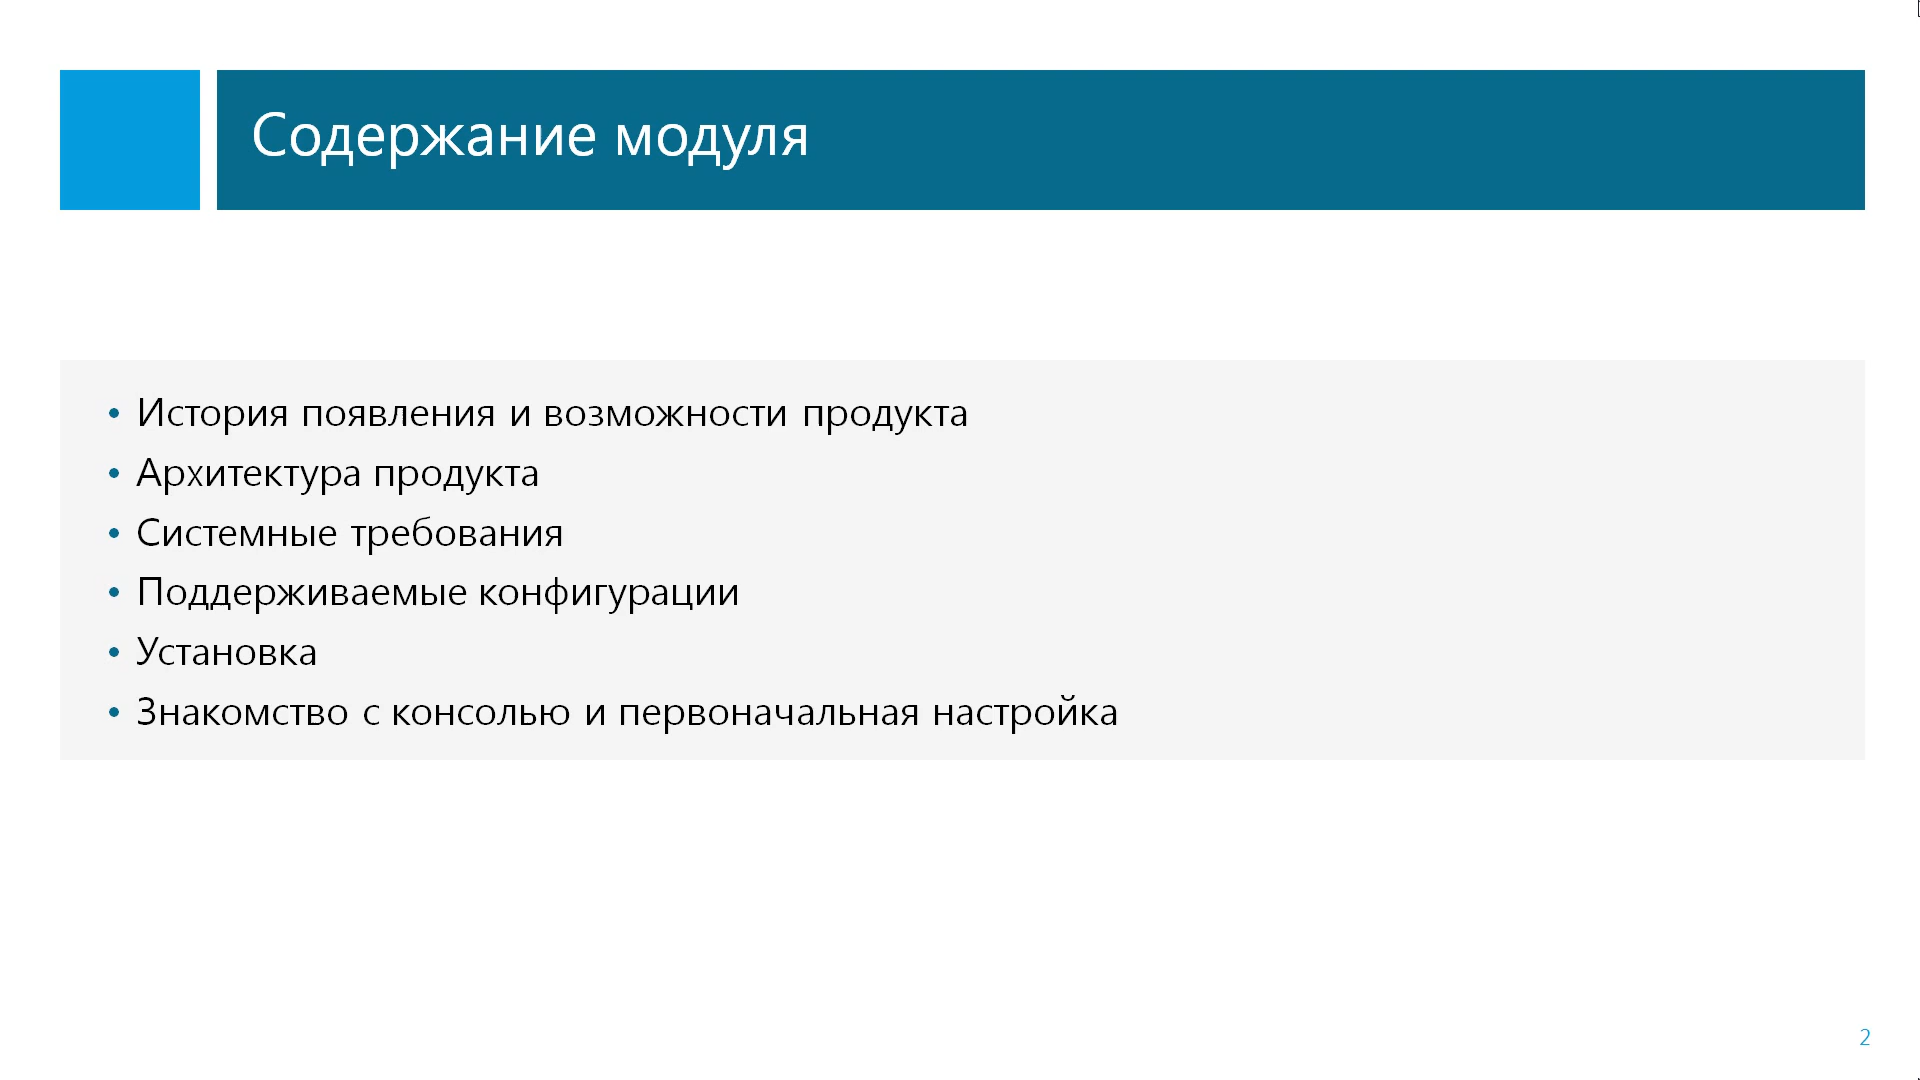 Содержание модуля
• История появления и возможности продукта
• Архитектура продукта
• Системные требования
• Поддерживаемые конфигурации
• Установка
• Знакомство с консолью и первоначальная настройка
2